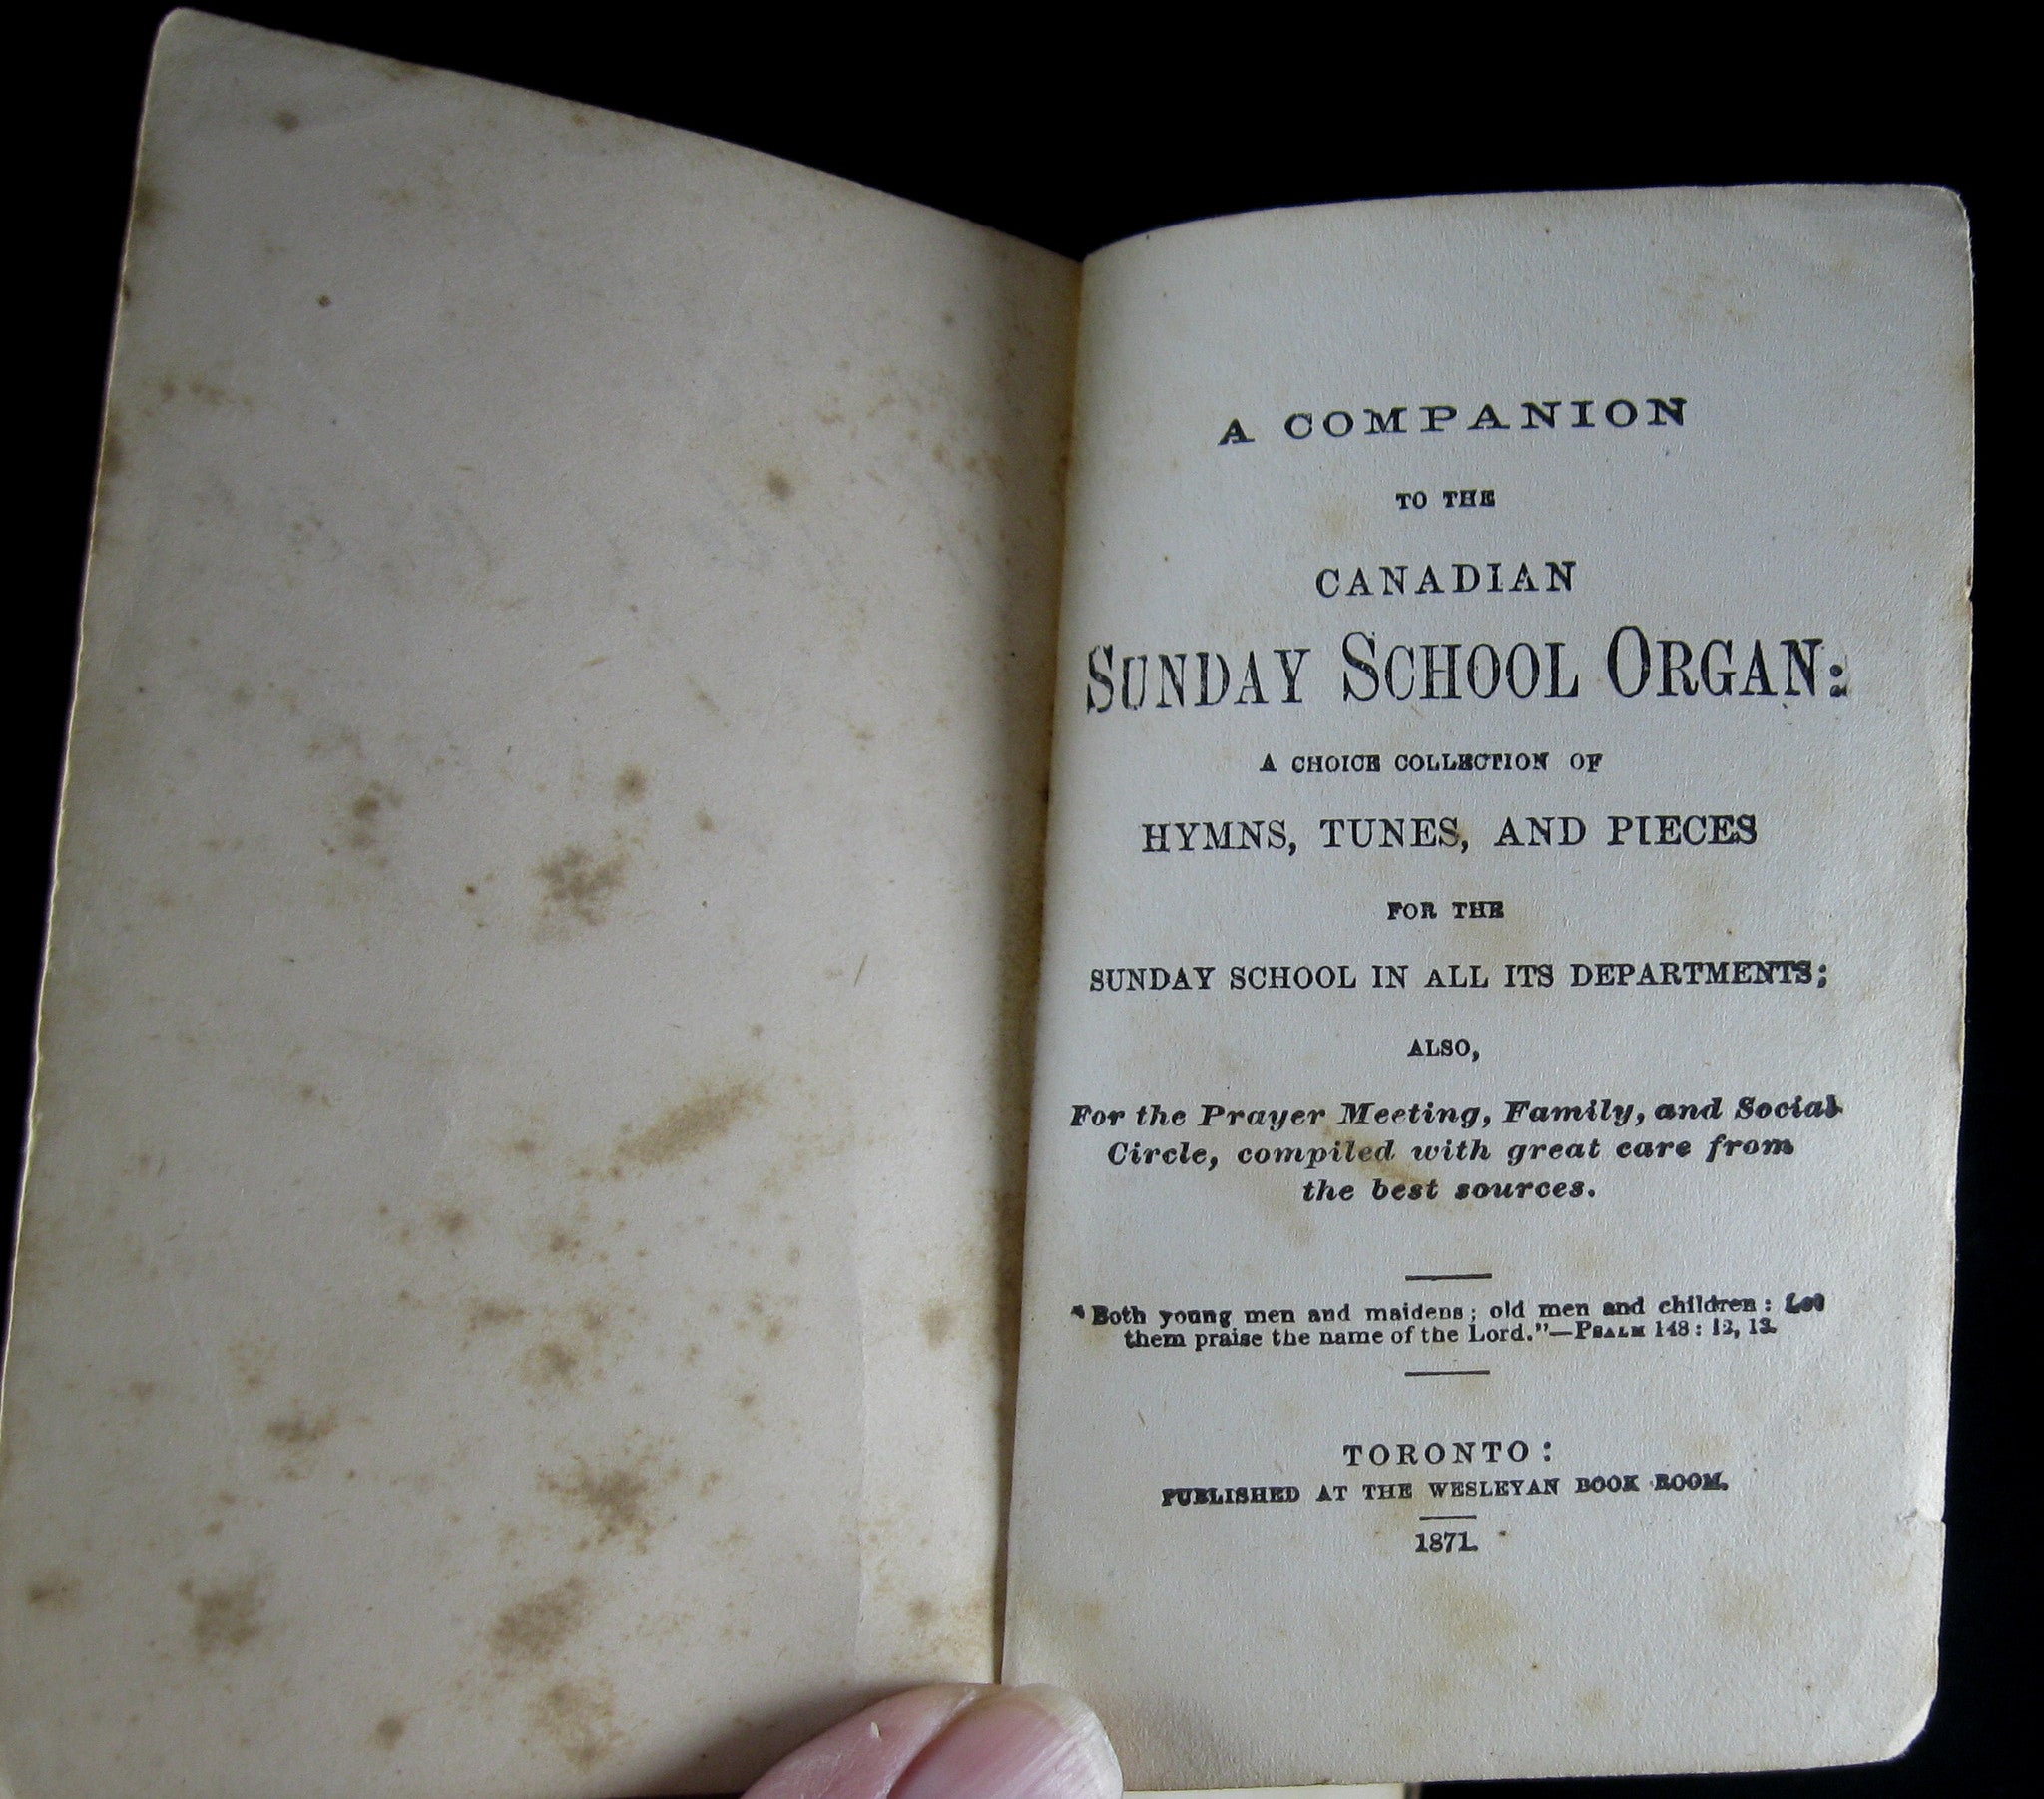 A COMPANION
TO THE
CANADIAN
SUNDAY SCHOOL ORGAN:
A CHOICE COLLECTION OF
HYMNS, TUNES, AND PIECES
FOR THE
SUNDAY SCHOOL IN ALL ITS DEPARTMENTS;
ALSO,
For the Prayer Meeting, Family, and Social
Circle, compiled with great care from
the best sources.
"Both young men and maidens; old men and children: Let
them praise the name of the Lord."—PSALM 148: 12, 13.
TORONTO:
PUBLISHED AT THE WESLEYAN BOOK ROOM.
1871.